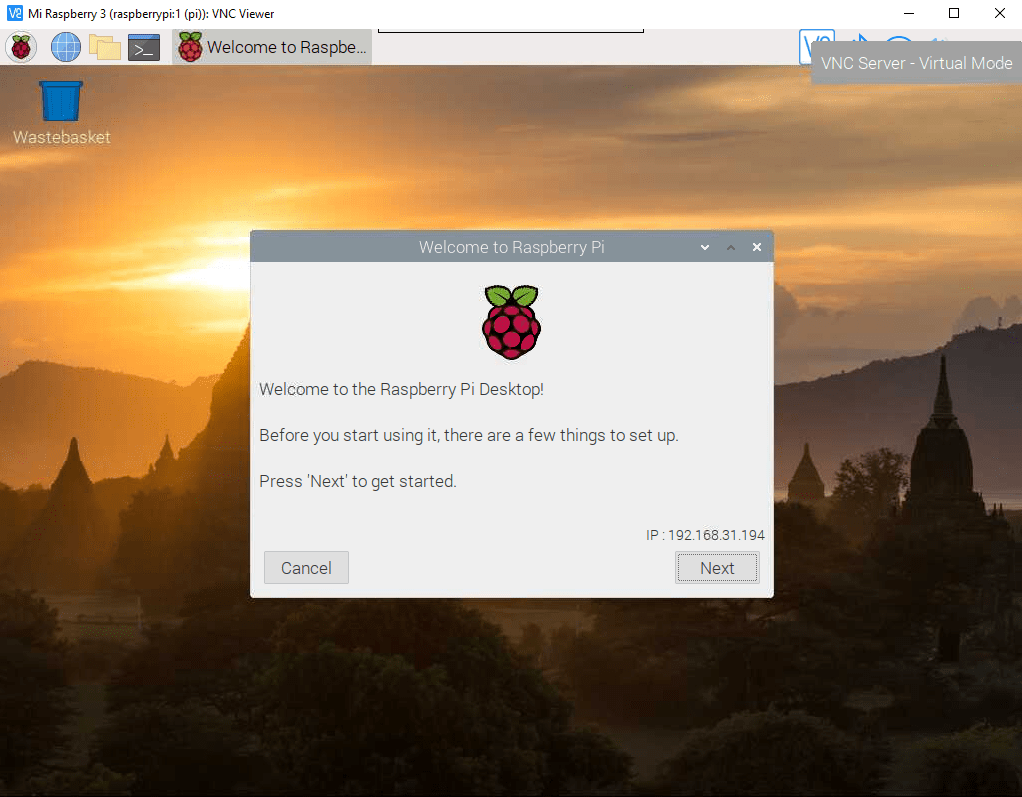 Mi Raspberry 3 (raspberrypi:1 (pi)): VNC Viewer
Welcome to Raspbe...
VNC Server - Virtual Mode
Wastebasket
Welcome to Raspberry Pi
Welcome to the Raspberry Pi Desktop!
Before you start using it, there are a few things to set up.
Press 'Next' to get started.
IP : 192.168.31.194
Cancel
Next